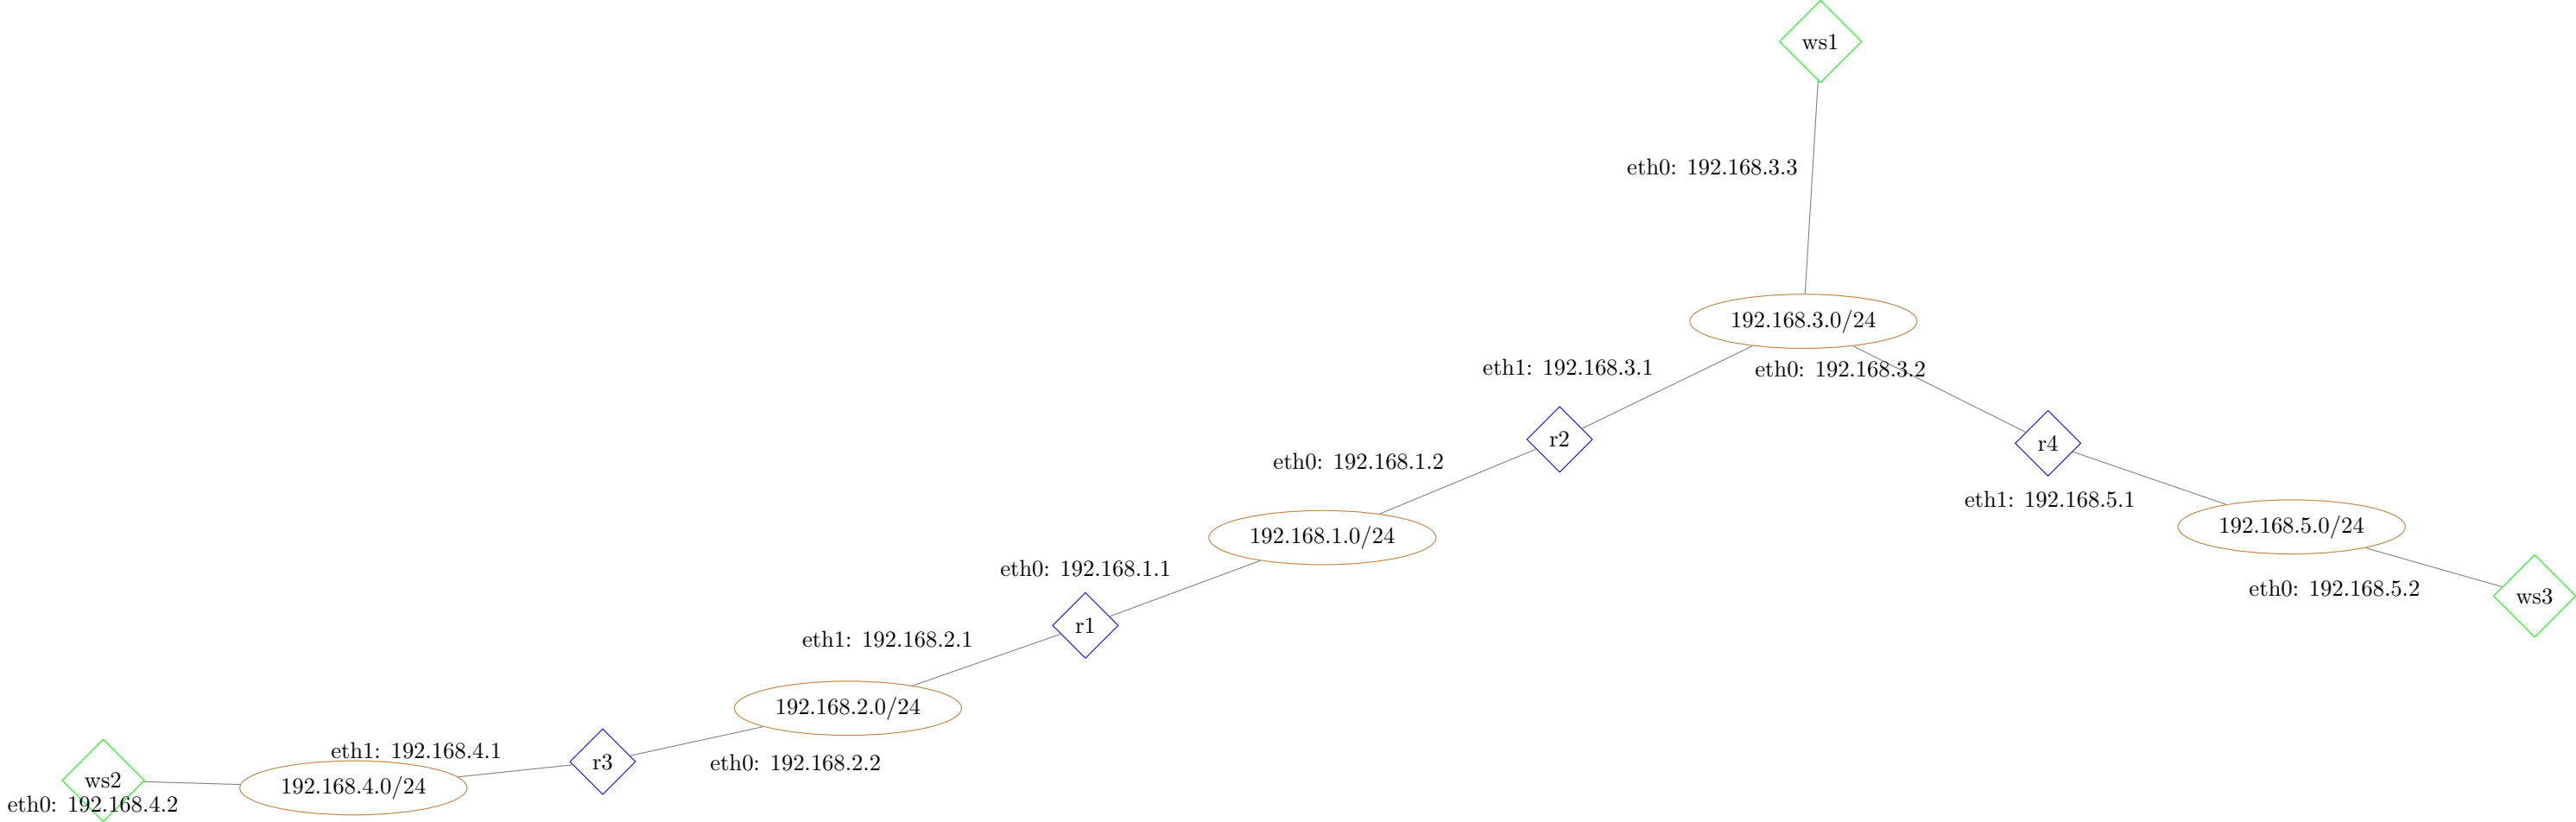 ws1
eth0: 192.168.3.3
192.168.3.0/24
eth1: 192.168.3.1
eth0: 192.168.3.2
r2
r4
eth0: 192.168.1.2
eth1: 192.168.5.1
192.168.5.0/24
192.168.1.0/24
eth0: 192.168.1.1
eth0: 192.168.5.2
ws3
r1
eth1: 192.168.2.1
192.168.2.0/24
eth1: 192.168.4.1
r3
eth0: 192.168.2.2
ws2
192.168.4.0/24
eth0: 192.168.4.2